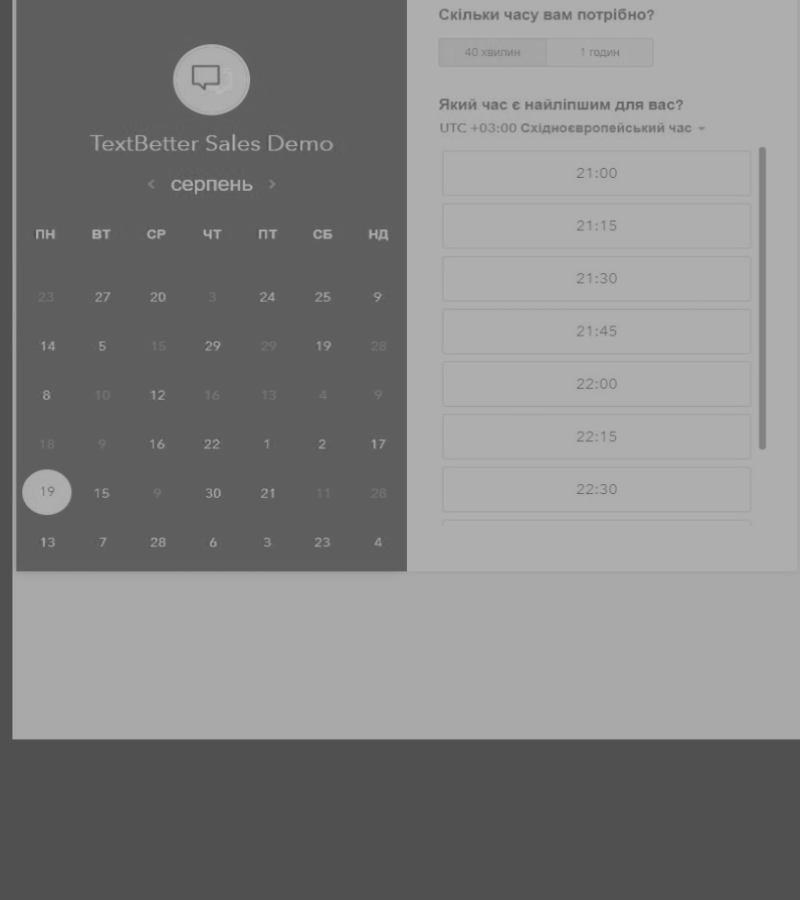 TextBetter Sales Demo
‹ серпень ›
ПН ВТ СР ЧТ ПТ СБ НД
23 27 20 3 24 25 9
14 5 15 29 29 19 28
8 10 12 16 13 4 9
18 9 16 22 1 2 17
19 15 9 30 21 11 28
13 7 28 6 3 23 4
Скільки часу вам потрібно?
40 хвилин 1 годин
Який час є найліпшим для вас?
UTC +03:00 Східноєвропейський час
21:00
21:15
21:30
21:45
22:00
22:15
22:30